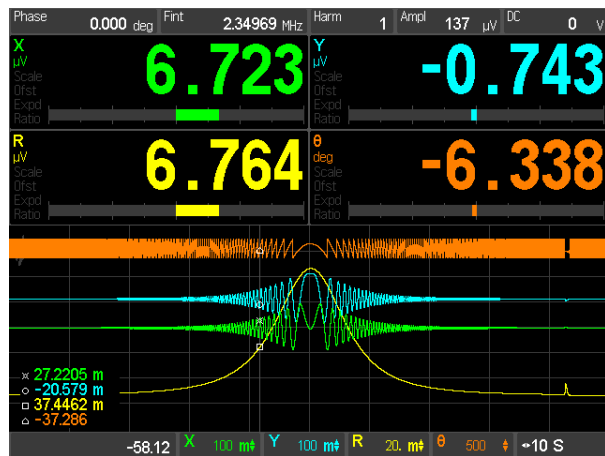 Phase 0.000 deg Fint 2.34969 MHz Harm 1 Ampl 137 µV DC 0 V
X Y
µV 6.723 µV -0.743
Scale Scale
Ofst Ofst
Expd Expd
Ratio Ratio
R θ
µV 6.764 deg -6.338
Scale Scale
Ofst Ofst
Expd Expd
Ratio Ratio
27.2205 m
-20.579 m
37.4462 m
-37.286
-58.12 X 100 m Y 100 m R 20. m θ 500 10 S